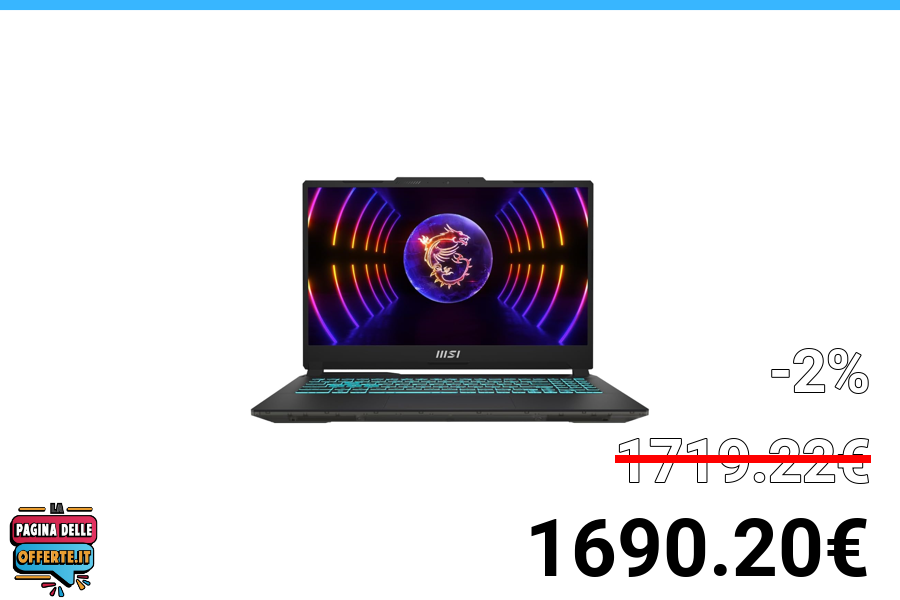 msi
-2%
1719.22€
1690.20€
LA
PAGINA DELLE
OFFERTE.IT